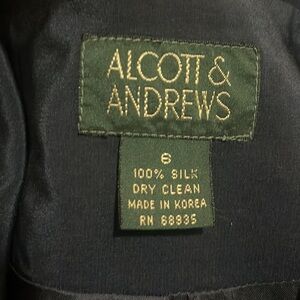 ALCOTT &
ANDREWS
6
100% SILK
DRY CLEAN
MADE IN KOREA
RN 68935